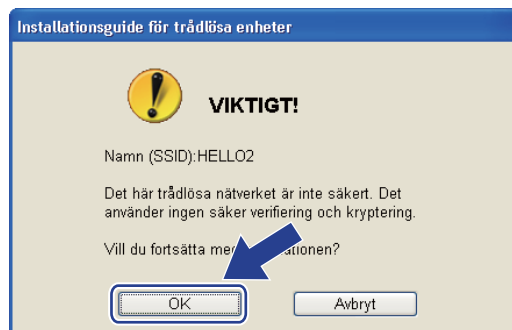 Installationsguide för trådlösa enheter
VIKTIGT!
Namn (SSID):HELLO2
Det här trådlösa nätverket är inte säkert. Det
använder ingen säker verifiering och kryptering.
Vill du fortsätta
OK
Avbryt